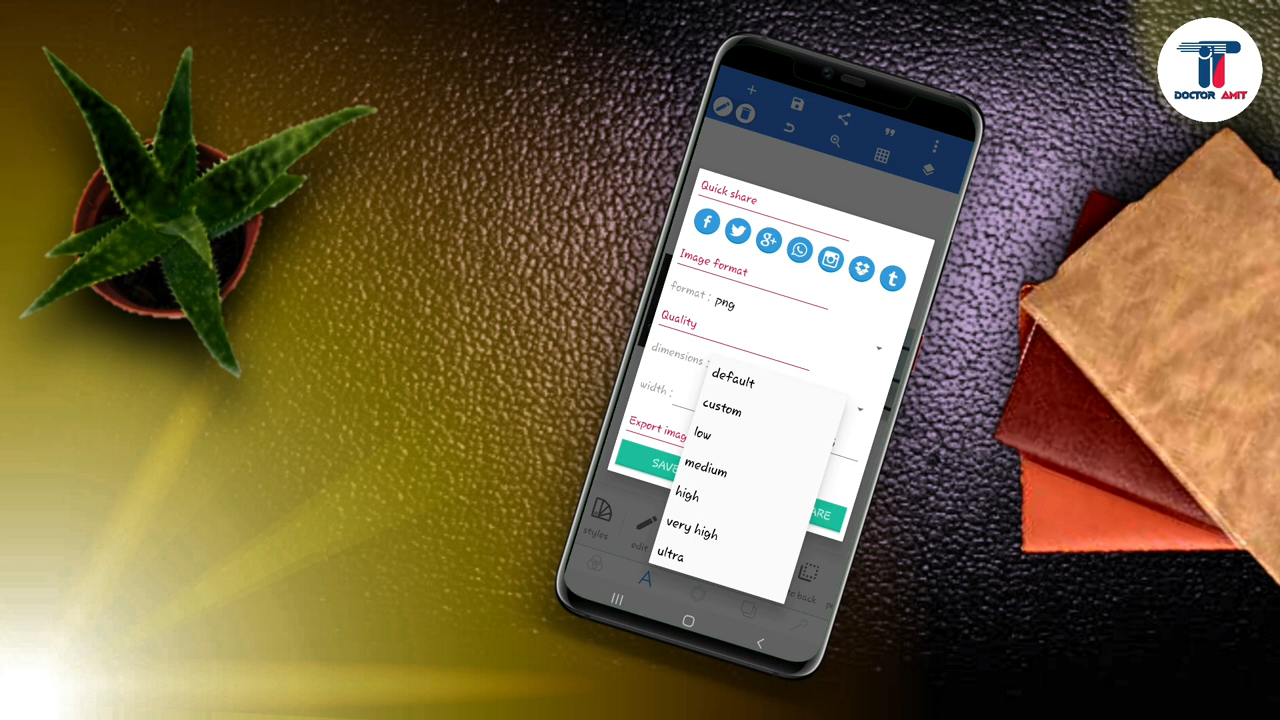 DOCTOR AMIT
Quick share
Image format
format : png
Quality
dimensions :
default
custom
width :
low
medium
Export imag
SAVE
high
ARE
very high
ultra
styles
edit
back